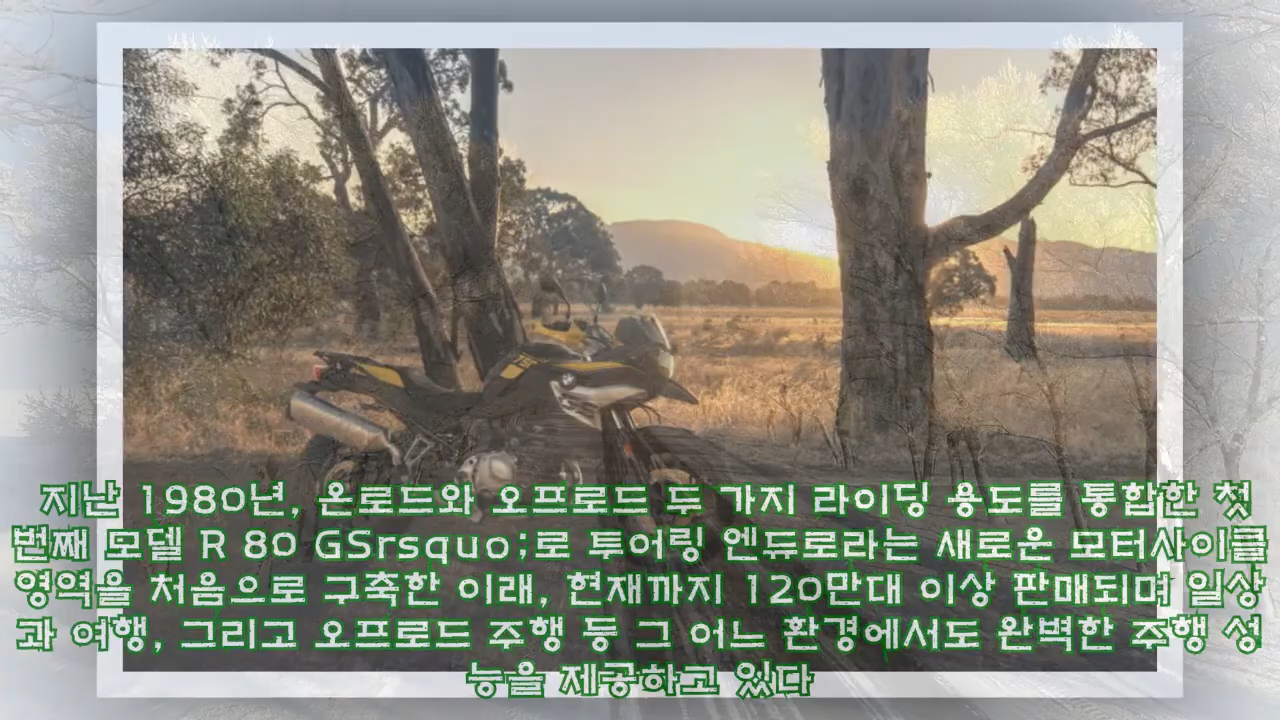 지난 1980년, 온로드와 오프로드 두 가지 라이딩 용도를 통합한 첫
번째 모델 R 80 GSrsquo;로 투어링 엔듀로라는 새로운 모터사이클
영역을 처음으로 구축한 이래, 현재까지 120만대 이상 판매되며 일상
과 여행, 그리고 오프로드 주행 등 그 어느 환경에서도 완벽한 주행 성
능을 제공하고 있다